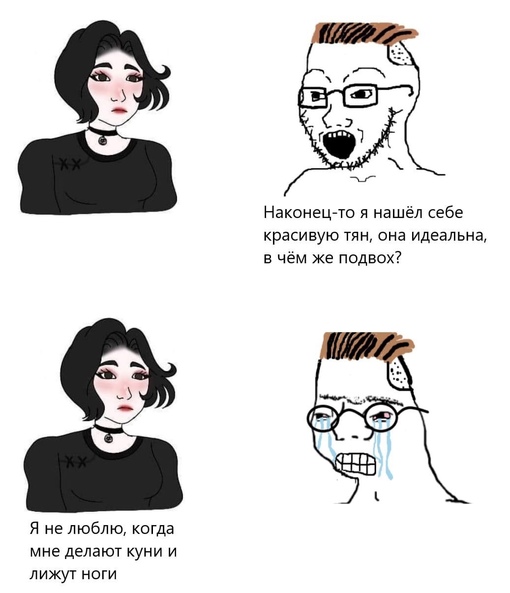 Наконец-то я нашёл себе
красивую тян, она идеальна,
в чём же подвох?
Я не люблю, когда
мне делают куни и
лижут ноги